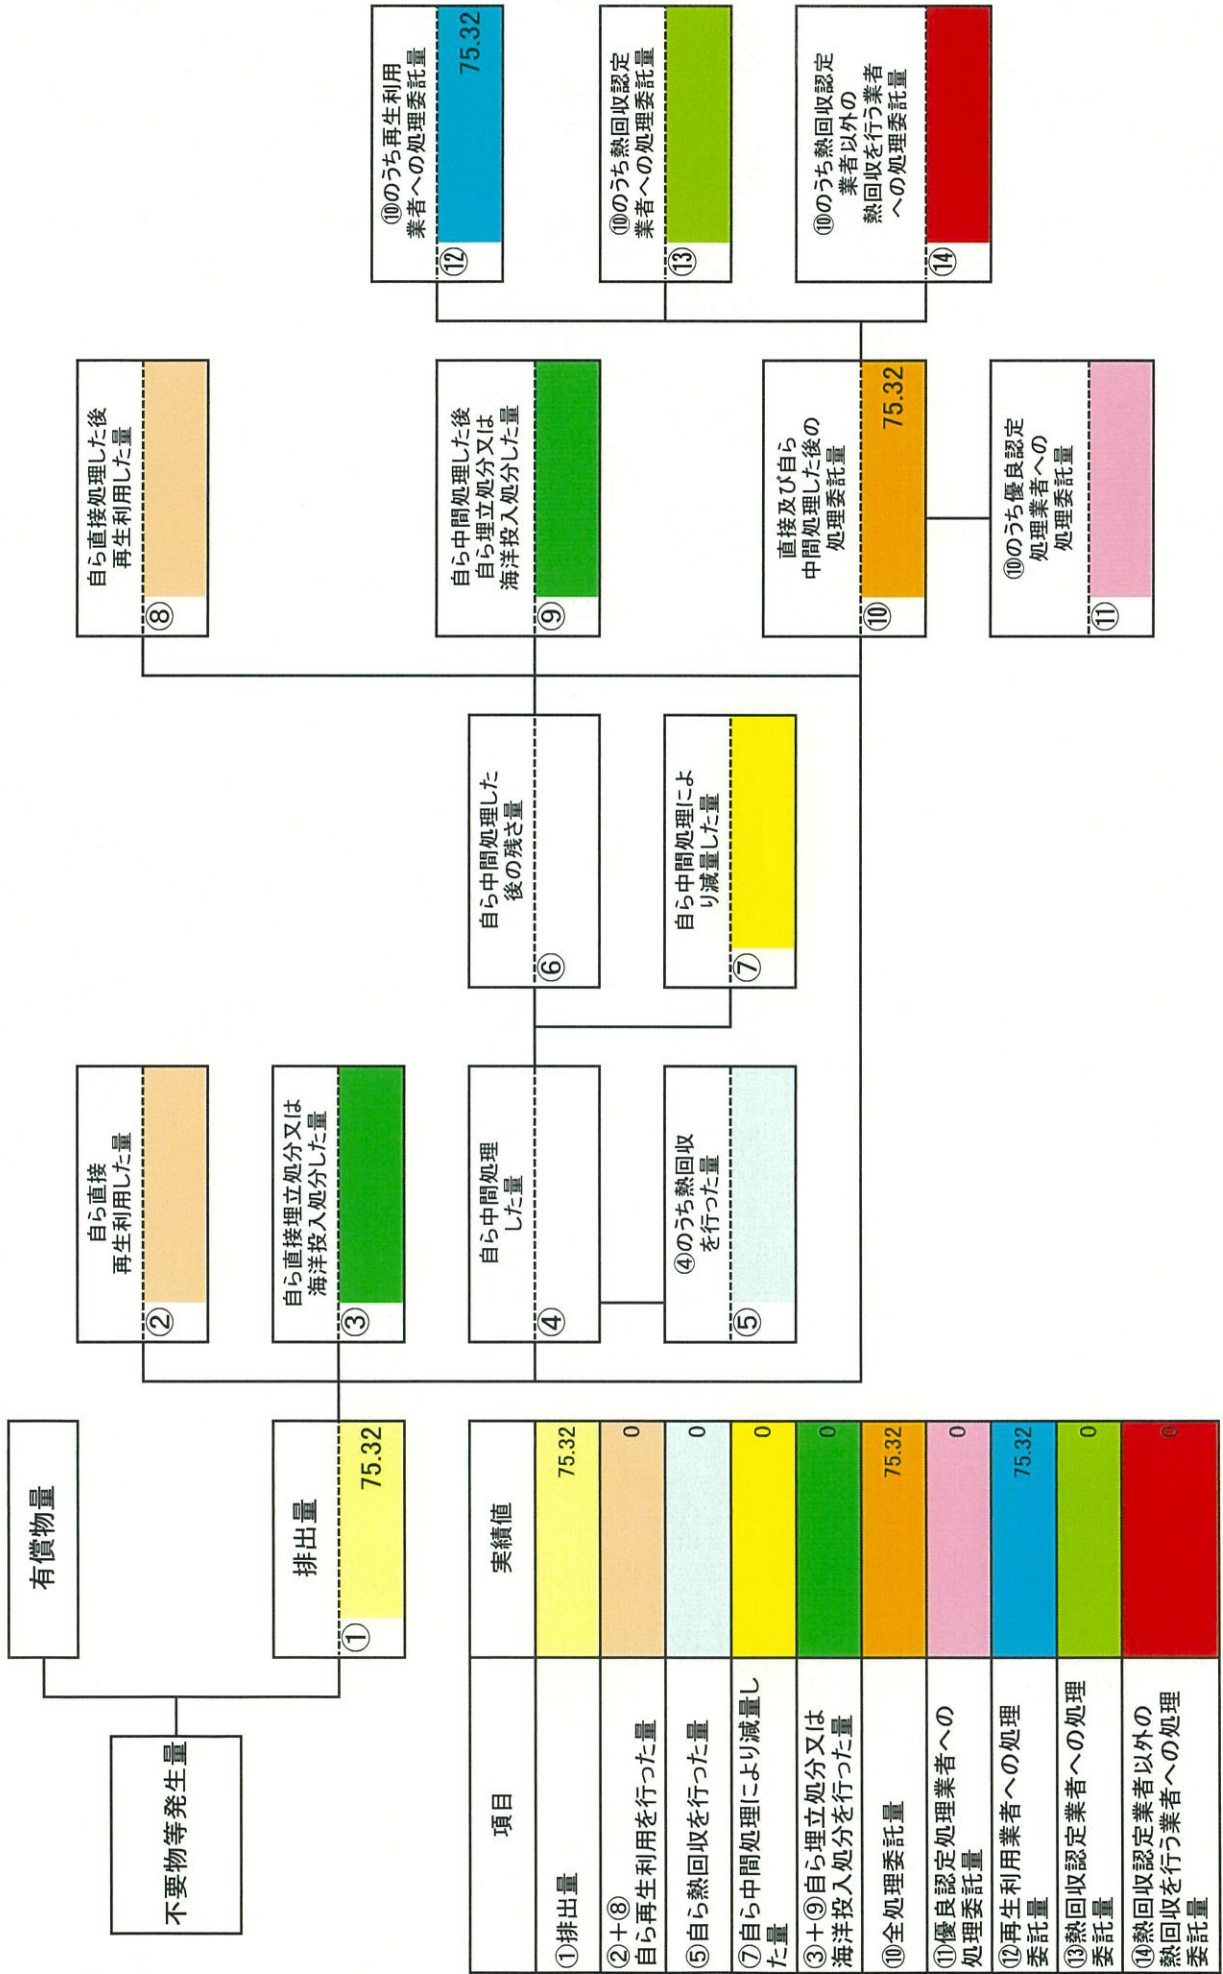 不要物等発生量
有償物量
排出量
①
75.32
自ら直接
再生利用した量
②
自ら直接埋立処分又は
海洋投入処分した量
③
自ら中間処理
した量
④
④のうち熱回収
を行った量
⑤
自ら中間処理した
後の残さ量
⑥
自ら中間処理によ
り減量した量
⑦
自ら直接処理した後
再生利用した量
⑧
自ら中間処理した後
自ら埋立処分又は
海洋投入処分した量
⑨
直接及び自ら
中間処理した後の
処理委託量
⑩
75.32
⑩のうち優良認定
処理業者への
処理委託量
⑪
⑩のうち再生利用
業者への処理委託量
⑫
75.32
⑩のうち熱回収認定
業者への処理委託量
⑬
⑩のうち熱回収認定
業者以外の
熱回収を行う業者
への処理委託量
⑭
項目 実績値
①排出量 75.32
②+⑧
自ら再生利用を行った量 0
⑤自ら熱回収を行った量 0
⑦自ら中間処理により減量し
た量 0
③+⑨自ら埋立処分又は
海洋投入処分を行った量 0
⑩全処理委託量 75.32
⑪優良認定処理業者への
処理委託量 0
⑫再生利用業者への処理
委託量 75.32
⑬熱回収認定業者への処理
委託量 0
⑭熱回収認定業者以外の
熱回収を行う業者への処理
委託量 0